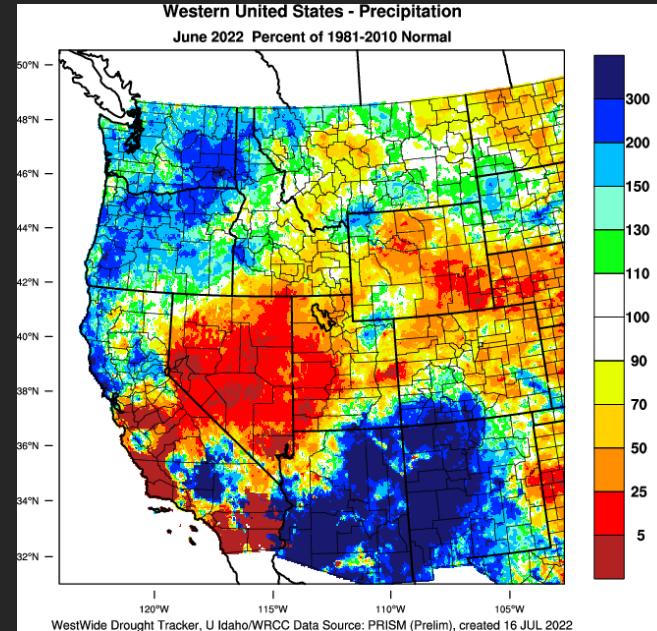 Western United States - Precipitation
June 2022 Percent of 1981-2010 Normal
50°N
48°N
46°N
44°N
42°N
40°N
38°N
36°N
34°N
32°N
120°W
115°W
110°W
105°W
300
200
150
130
110
100
90
70
50
25
5
WestWide Drought Tracker, U Idaho/WRCC Data Source: PRISM (Prelim), created 16 JUL 2022